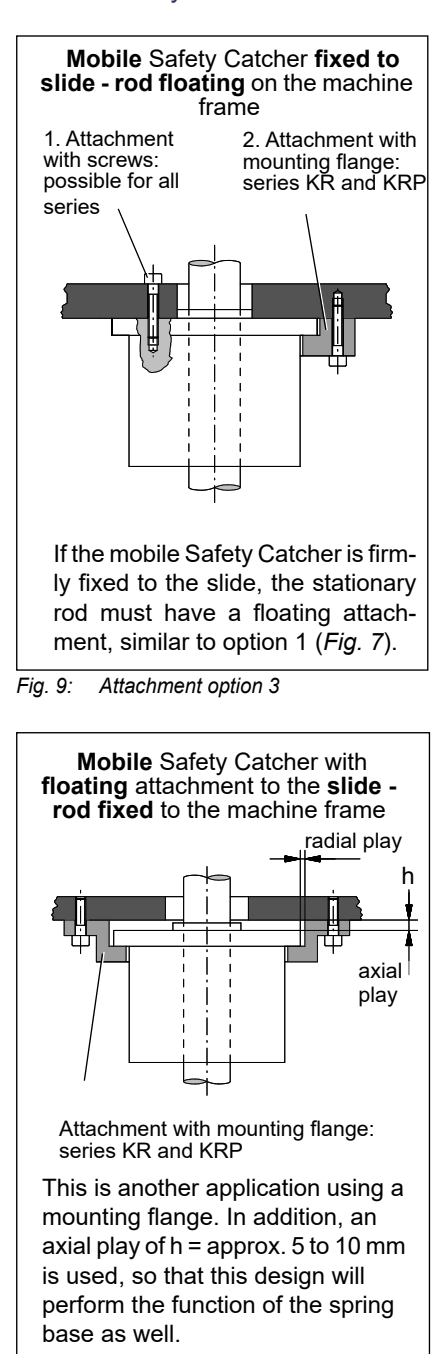 Mobile Safety Catcher fixed to
slide - rod floating on the machine
frame
1. Attachment
with screws:
possible for all
series
2. Attachment with
mounting flange:
series KR and KRP
If the mobile Safety Catcher is firm-
ly fixed to the slide, the stationary
rod must have a floating attach-
ment, similar to option 1 (Fig. 7).
Fig. 9: Attachment option 3
Mobile Safety Catcher with
floating attachment to the slide -
rod fixed to the machine frame
radial play
h
axial
play
Attachment with mounting flange:
series KR and KRP
This is another application using a
mounting flange. In addition, an
axial play of h = approx. 5 to 10 mm
is used, so that this design will
perform the function of the spring
base as well.